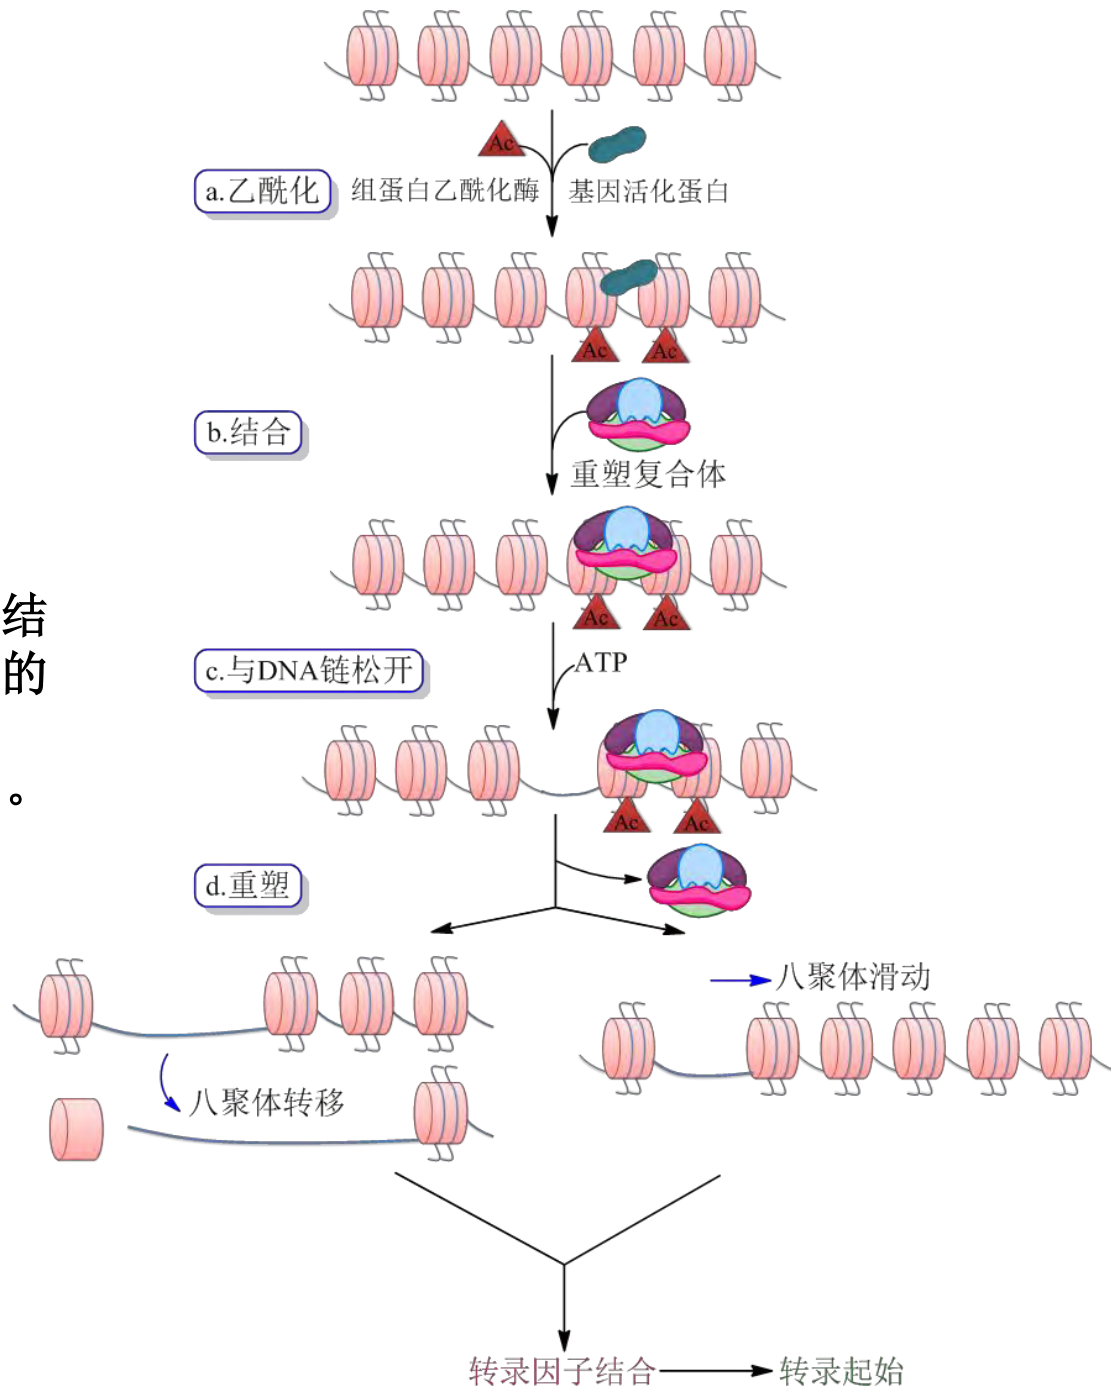 Ac
a.乙酰化
组蛋白乙酰化酶
基因活化蛋白
Ac
Ac
b.结合
重塑复合体
结
的
。
Ac
Ac
c.与DNA链松开
ATP
Ac
Ac
d.重塑
八聚体滑动
八聚体转移
转录因子结合
转录起始